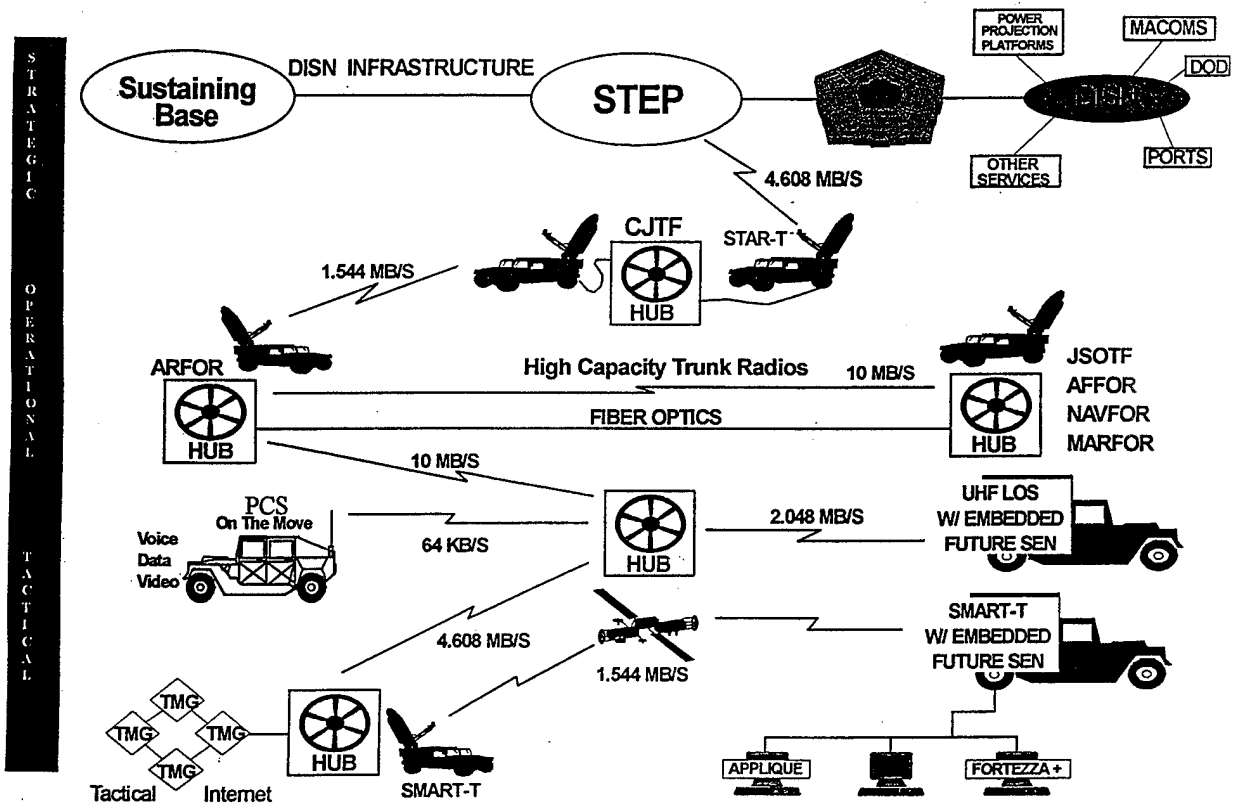 STRATEGIC
OPERATIONAL
TACTICAL
Sustaining
Base
DISN INFRASTRUCTURE
STEP
POWER
PROJECTION
PLATFORMS
MACOMS
DOD
DISN
OTHER
SERVICES
PORTS
4.608 MB/S
CJTF
HUB
STAR-T
1.544 MB/S
ARFOR
HUB
High Capacity Trunk Radios
10 MB/S
FIBER OPTICS
HUB
JSOTF
AFFOR
NAVFOR
MARFOR
10 MB/S
PCS
On The Move
Voice
Data
Video
64 KB/S
HUB
2.048 MB/S
UHF LOS
W/ EMBEDDED
FUTURE SEN
4.608 MB/S
1.544 MB/S
SMART-T
W/ EMBEDDED
FUTURE SEN
TMG
TMG
TMG
TMG
Tactical Internet
HUB
SMART-T
APPLIQUE
FORTEZZA +